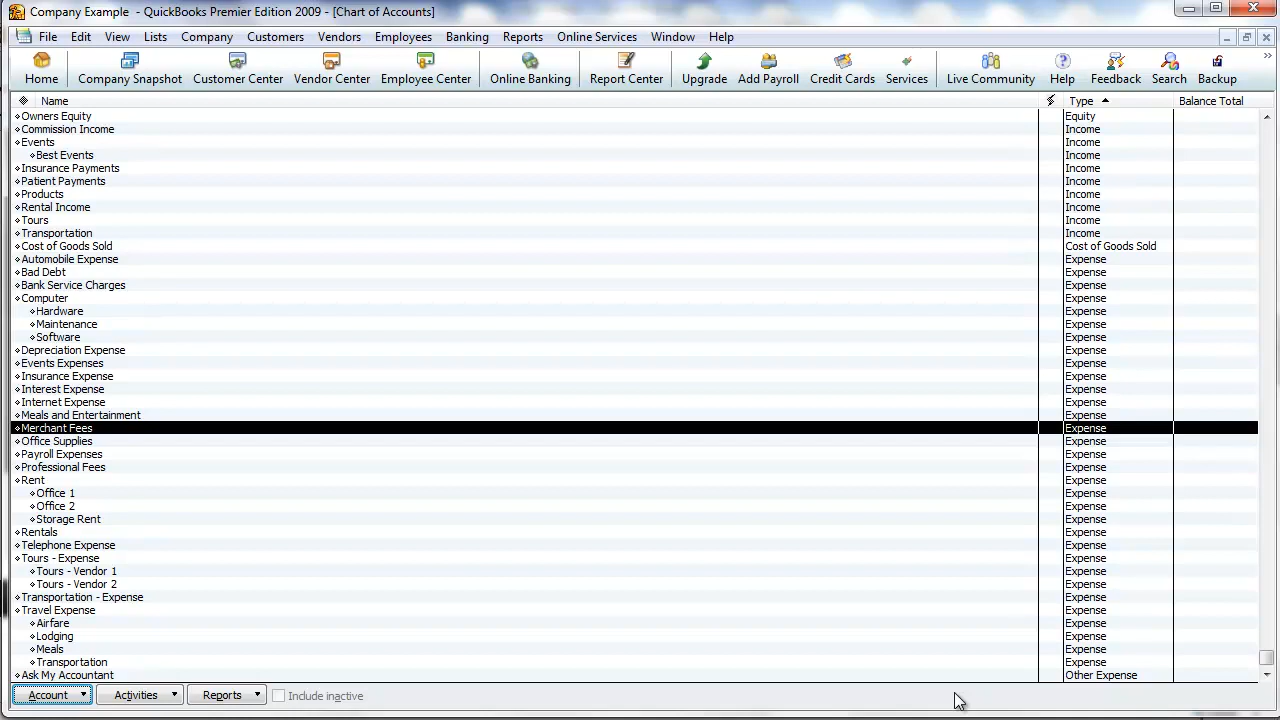 Company Example - QuickBooks Premier Edition 2009 - [Chart of Accounts]
File Edit View Lists Company Customers Vendors Employees Banking Reports Online Services Window Help
Home Company Snapshot Customer Center Vendor Center Employee Center Online Banking Report Center Upgrade Add Payroll Credit Cards Services Live Community Help Feedback Search Backup
Name Type Balance Total
Owners Equity Equity
Commission Income Income
Events Income
Best Events Income
Insurance Payments Income
Patient Payments Income
Products Income
Rental Income Income
Tours Income
Transportation Income
Cost of Goods Sold Cost of Goods Sold
Automobile Expense Expense
Bad Debt Expense
Bank Service Charges Expense
Computer Expense
Hardware Expense
Maintenance Expense
Software Expense
Depreciation Expense Expense
Events Expenses Expense
Insurance Expense Expense
Interest Expense Expense
Internet Expense Expense
Meals and Entertainment Expense
Merchant Fees Expense
Office Supplies Expense
Payroll Expenses Expense
Professional Fees Expense
Rent Expense
Office 1 Expense
Office 2 Expense
Storage Rent Expense
Rentals Expense
Telephone Expense Expense
Tours - Expense Expense
Tours - Vendor 1 Expense
Tours - Vendor 2 Expense
Transportation - Expense Expense
Travel Expense Expense
Airfare Expense
Lodging Expense
Meals Expense
Transportation Expense
Ask My Accountant Other Expense
Account Activities Reports Include inactive